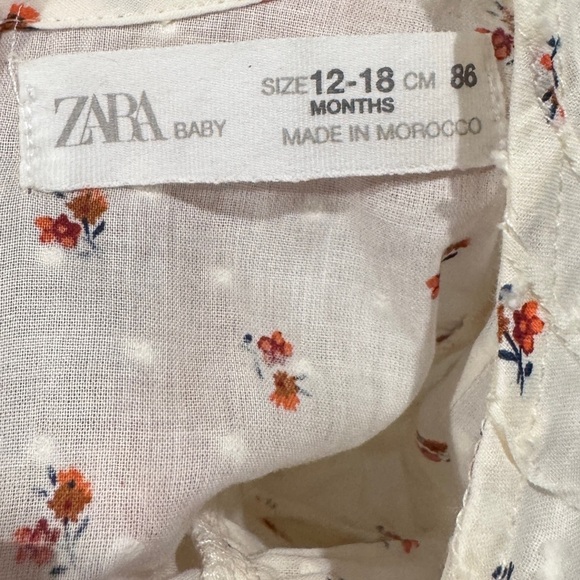 ZARA BABY
SIZE 12-18 CM 86
MONTHS
MADE IN MOROCCO